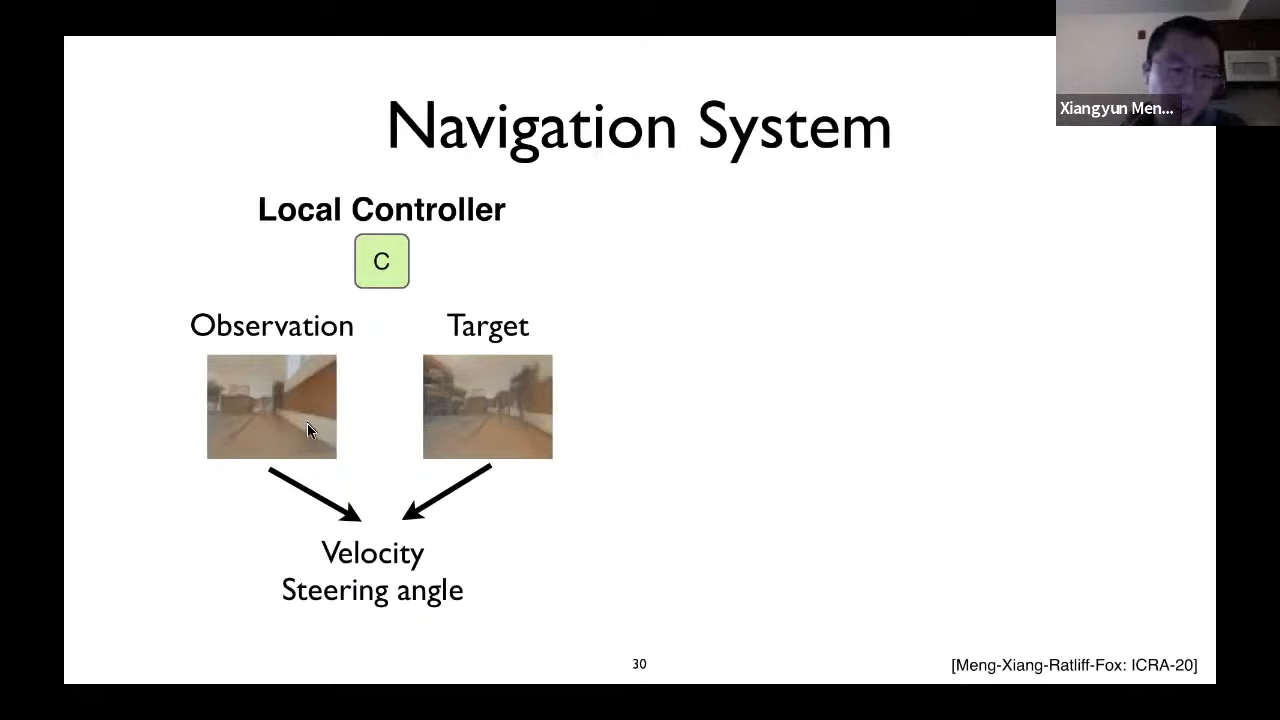 Xiangyun Men...
Navigation System
Local Controller
C
Observation
Target
Velocity
Steering angle
30
[Meng-Xiang-Ratliff-Fox: ICRA-20]